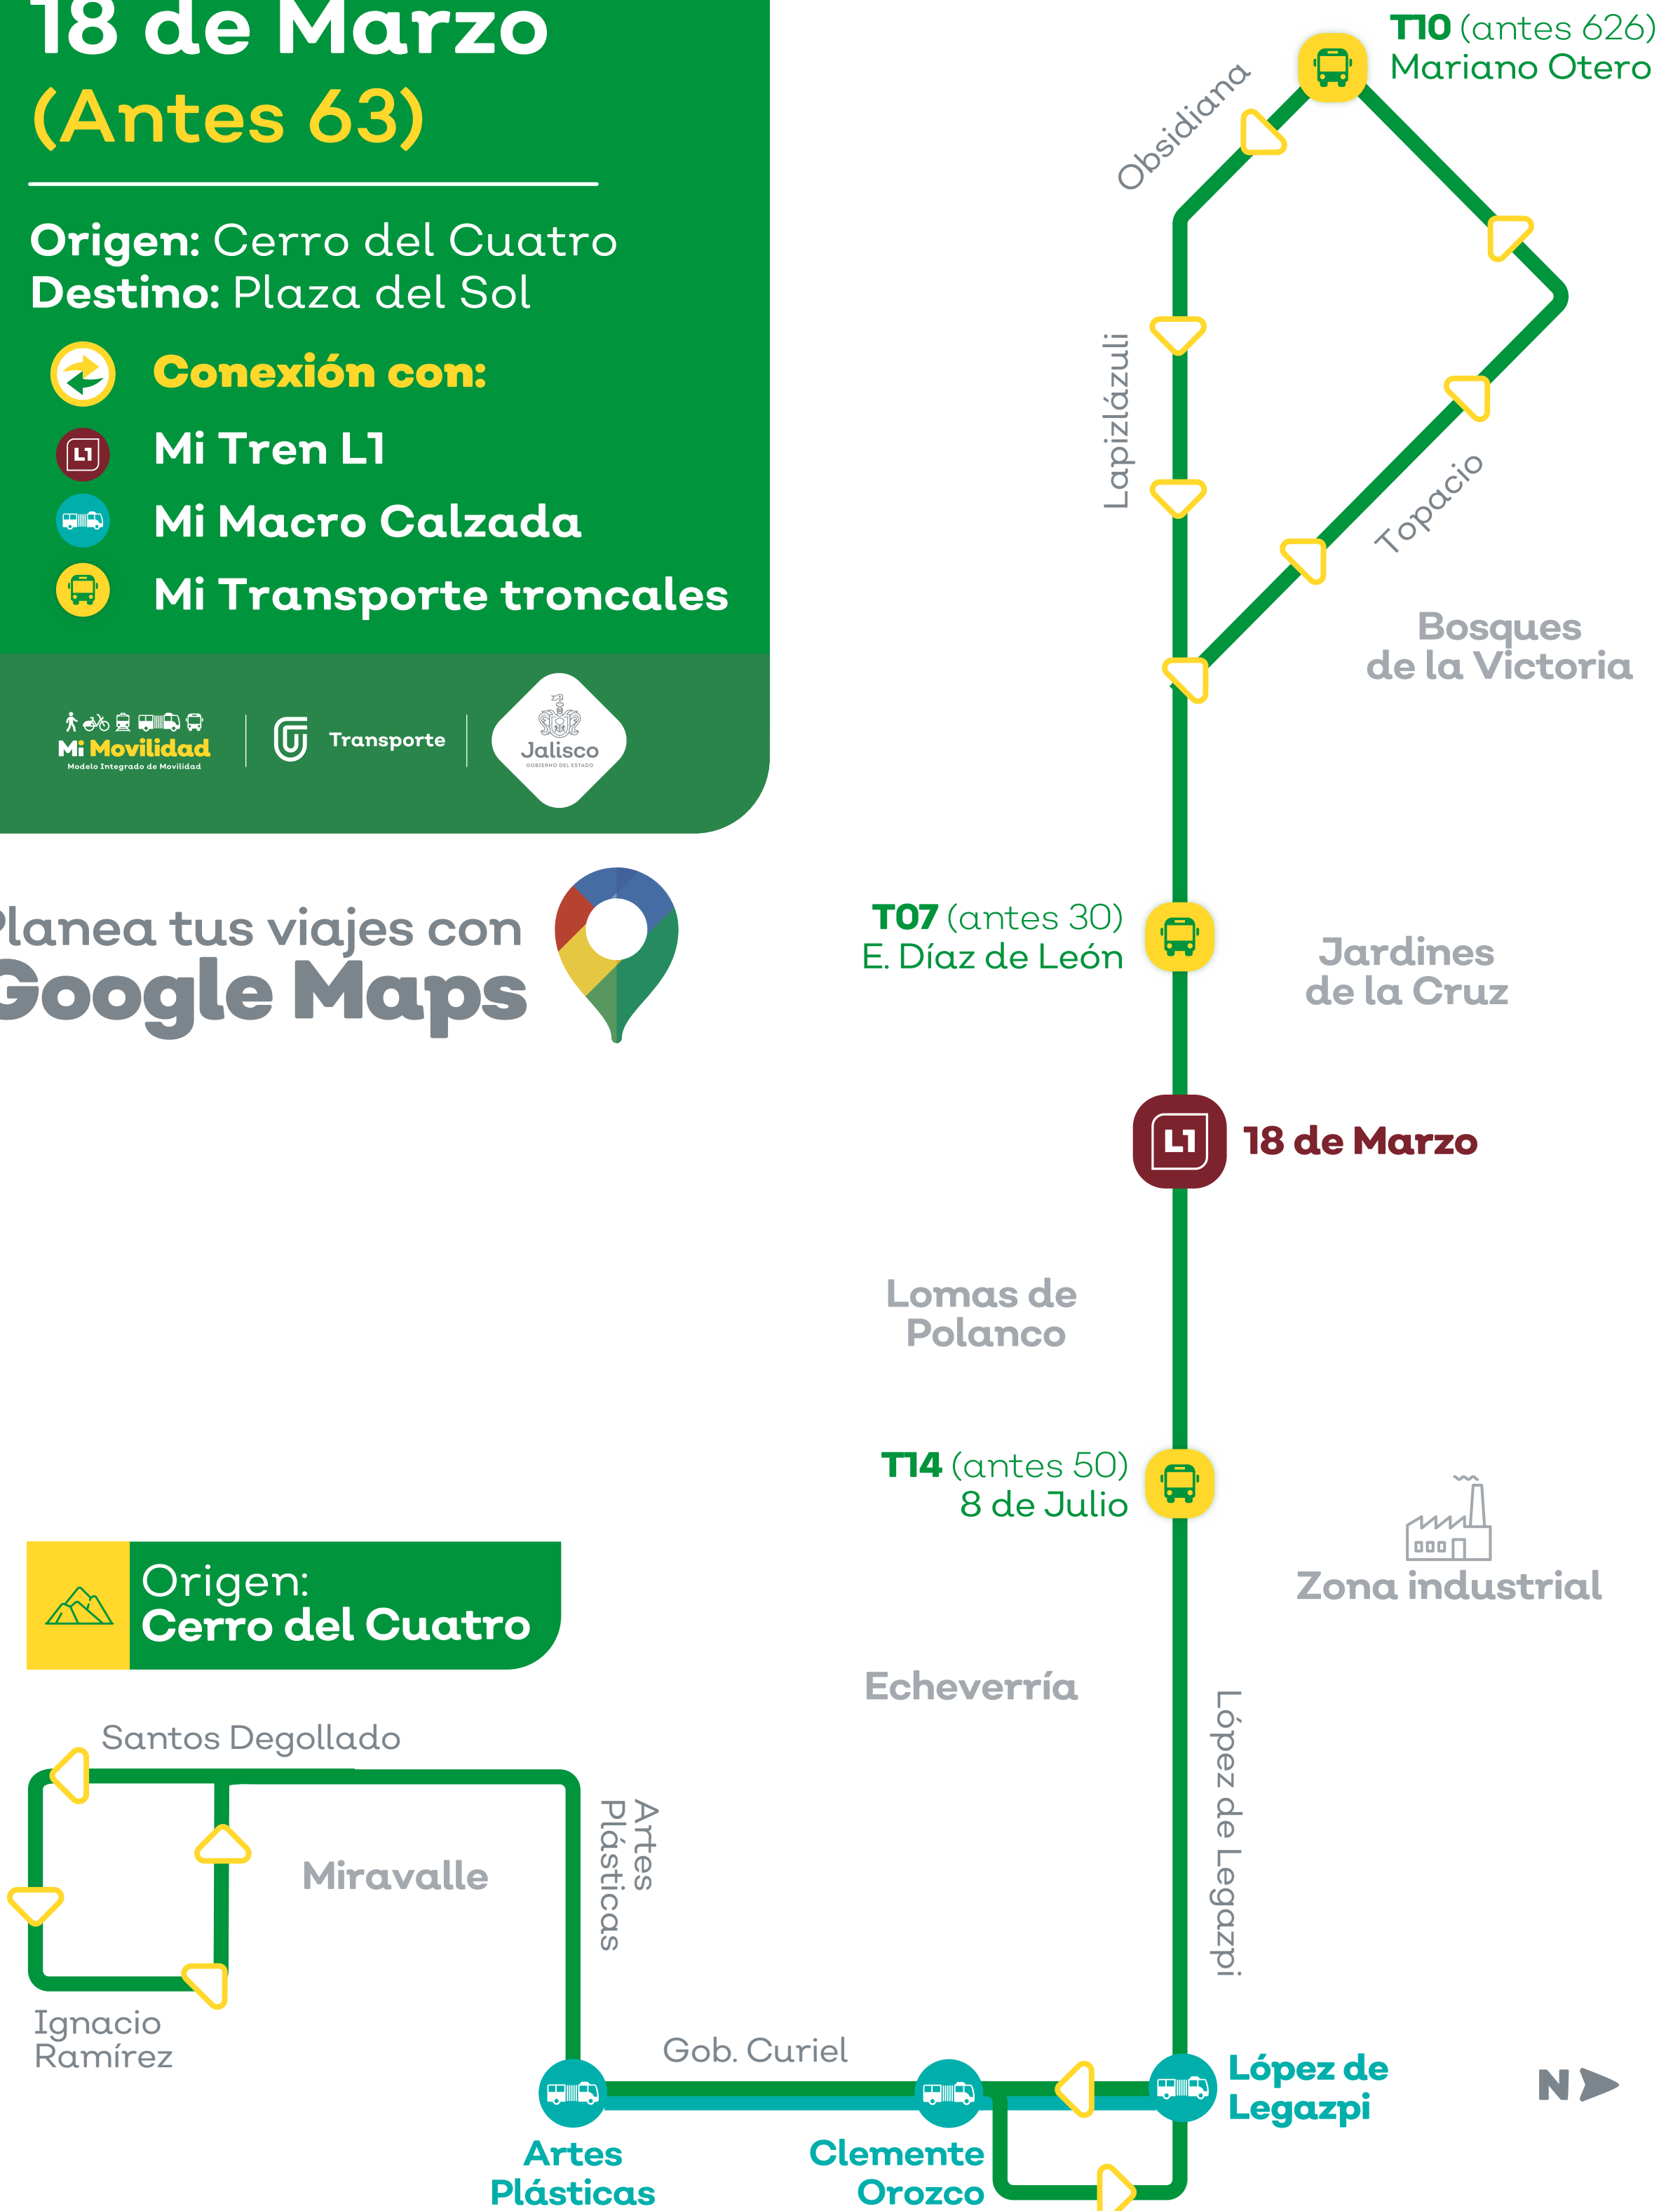 18 de Marzo
(Antes 63)
Origen: Cerro del Cuatro
Destino: Plaza del Sol
Conexión con:
L1
Mi Tren L1
Mi Macro Calzada
Mi Transporte troncales
Mi Movilidad
Modelo Integrado de Movilidad
Transporte
Jalisco
GOBIERNO DEL ESTADO
Planea tus viajes con
Google Maps
T10 (antes 626)
Mariano Otero
Obsidiana
Lapizlázuli
Topacio
Bosques
de la Victoria
T07 (antes 30)
E. Díaz de León
Jardines
de la Cruz
L1
18 de Marzo
Lomas de
Polanco
T14 (antes 50)
8 de Julio
Zona industrial
Origen:
Cerro del Cuatro
Echeverría
López de Legazpi
Santos Degollado
Artes
Plásticas
Miravalle
Ignacio
Ramírez
Gob. Curiel
López de
Legazpi
N
Artes
Plásticas
Clemente
Orozco